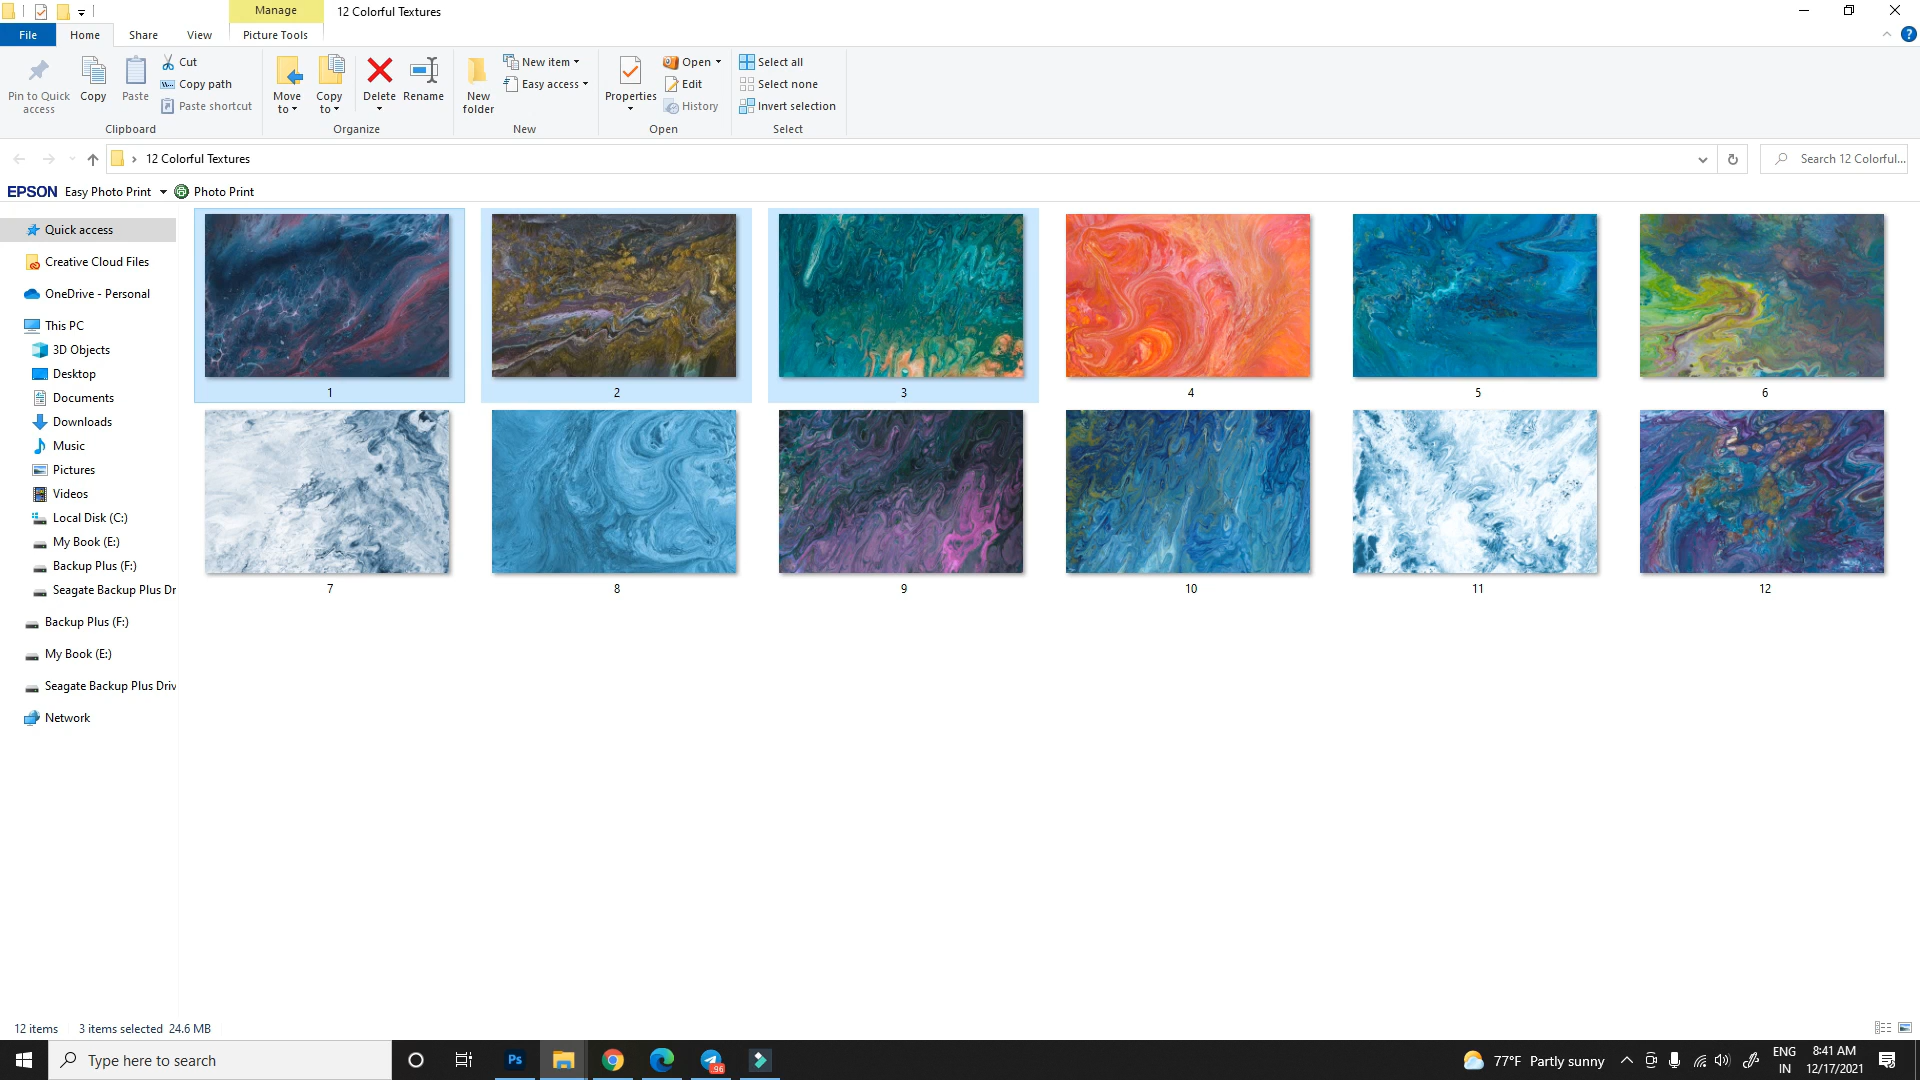 Manage
12 Colorful Textures
File
Home
Share
View
Picture Tools
?
Pin to Quick access
Copy
Paste
Cut
Copy path
Paste shortcut
Clipboard
Move to
Copy to
Delete
Rename
Organize
New folder
New item
Easy access
New
Properties
Open
Edit
History
Open
Select all
Select none
Invert selection
Select
12 Colorful Textures
Search 12 Colorful...
EPSON Easy Photo Print
Photo Print
Quick access
Creative Cloud Files
OneDrive - Personal
This PC
3D Objects
Desktop
Documents
Downloads
Music
Pictures
Videos
Local Disk (C:)
My Book (E:)
Backup Plus (F:)
Seagate Backup Plus Dr
Backup Plus (F:)
My Book (E:)
Seagate Backup Plus Driv
Network
1
2
3
4
5
6
7
8
9
10
11
12
12 items
3 items selected 24.6 MB
Type here to search
Ps
96
77°F Partly sunny
ENG
IN
8:41 AM
12/17/2021